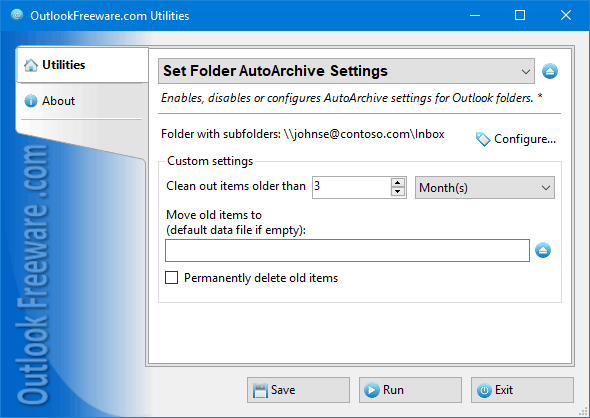 OutlookFreeware.com Utilities
Utilities
About
Set Folder AutoArchive Settings
Enables, disables or configures AutoArchive settings for Outlook folders. *
Folder with subfolders: \\johnse@contoso.com\Inbox
Configure...
Custom settings
Clean out items older than 3 Month(s)
Move old items to
(default data file if empty):
Permanently delete old items
Outlook Freeware .com
Save
Run
Exit